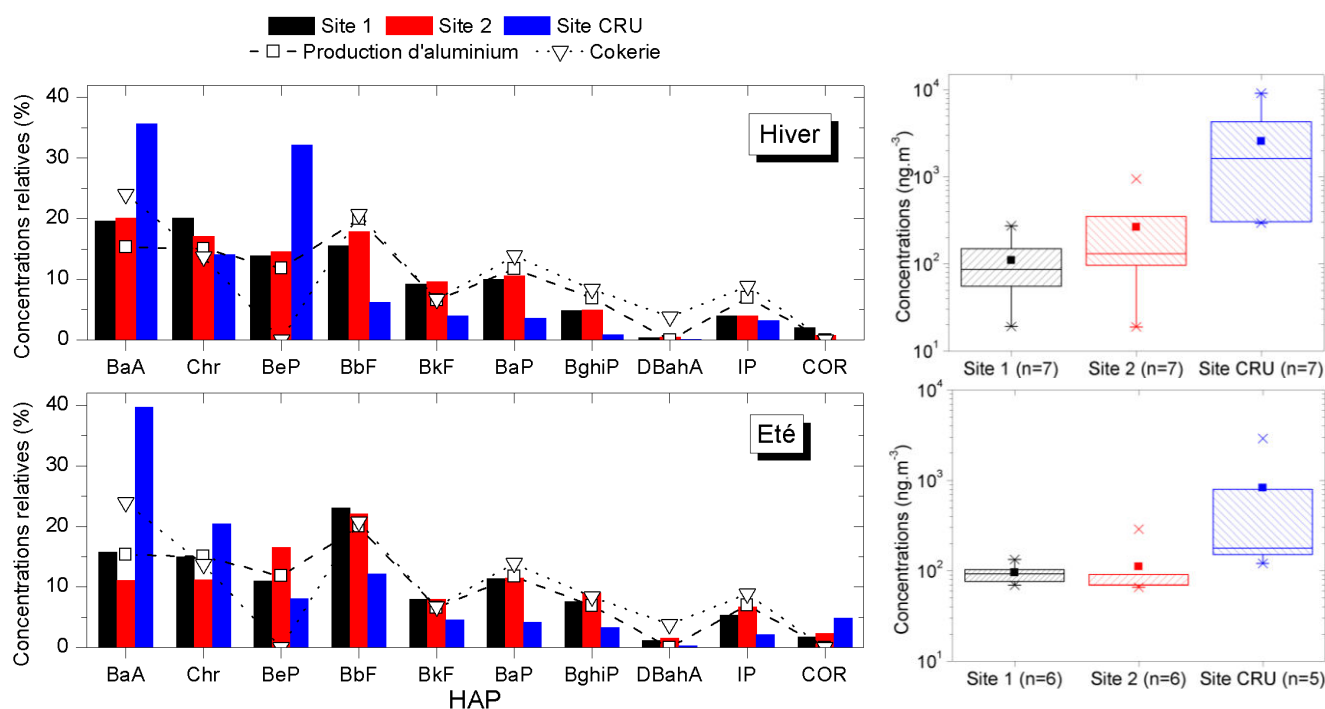 Site 1 Site 2 Site CRU
Production d'aluminium Cokerie
Concentrations relatives (%)
40
30
20
10
0
Hiver
BaA Chr BeP BbF BkF BaP BghiP DBahA IP COR
Concentrations (ng.m-3)
10^4
10^3
10^2
10^1
Site 1 (n=7) Site 2 (n=7) Site CRU (n=7)
Concentrations relatives (%)
40
30
20
10
0
Eté
BaA Chr BeP BbF BkF BaP BghiP DBahA IP COR
HAP
Concentrations (ng.m-3)
10^4
10^3
10^2
10^1
Site 1 (n=6) Site 2 (n=6) Site CRU (n=5)